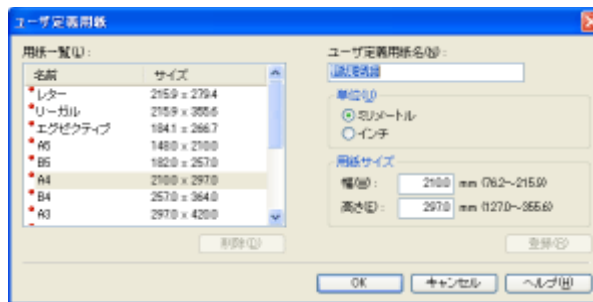 ユーザ定義用紙
用紙一覧(L):
名前 サイズ
レター 215.9 x 279.4
リーガル 215.9 x 355.6
エグゼクティブ 184.1 x 266.7
A5 148.0 x 210.0
B5 182.0 x 257.0
A4 210.0 x 297.0
B4 257.0 x 364.0
A3 297.0 x 420.0
削除(D)
ユーザ定義用紙名(N):
単位(U)
ミリメートル
インチ
用紙サイズ
幅(W): 210.0 mm (76.2~215.9)
高さ(E): 297.0 mm (127.0~355.6)
登録(S)
OK キャンセル ヘルプ(H)